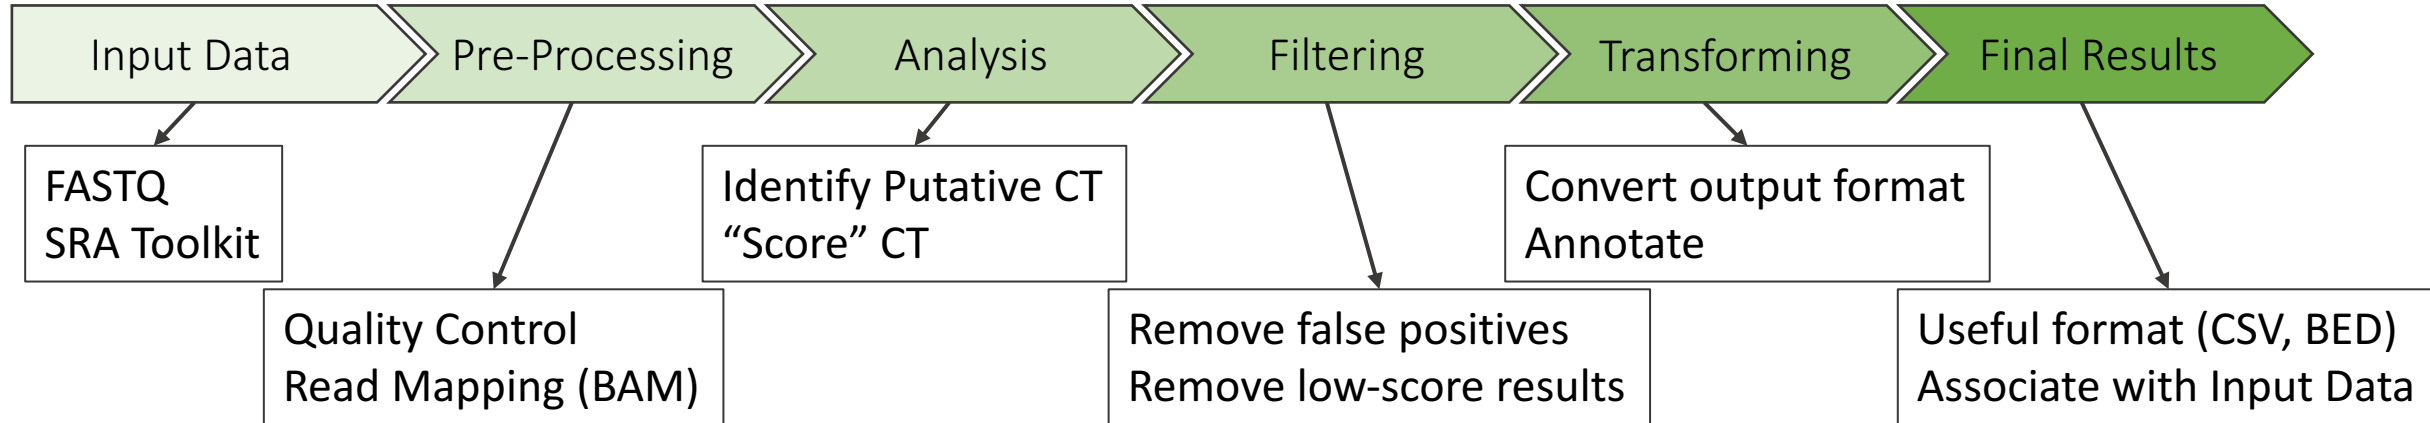 Input Data
Pre-Processing
Analysis
Filtering
Transforming
Final Results
FASTQ
SRA Toolkit
Quality Control
Read Mapping (BAM)
Identify Putative CT
“Score” CT
Remove false positives
Remove low-score results
Convert output format
Annotate
Useful format (CSV, BED)
Associate with Input Data